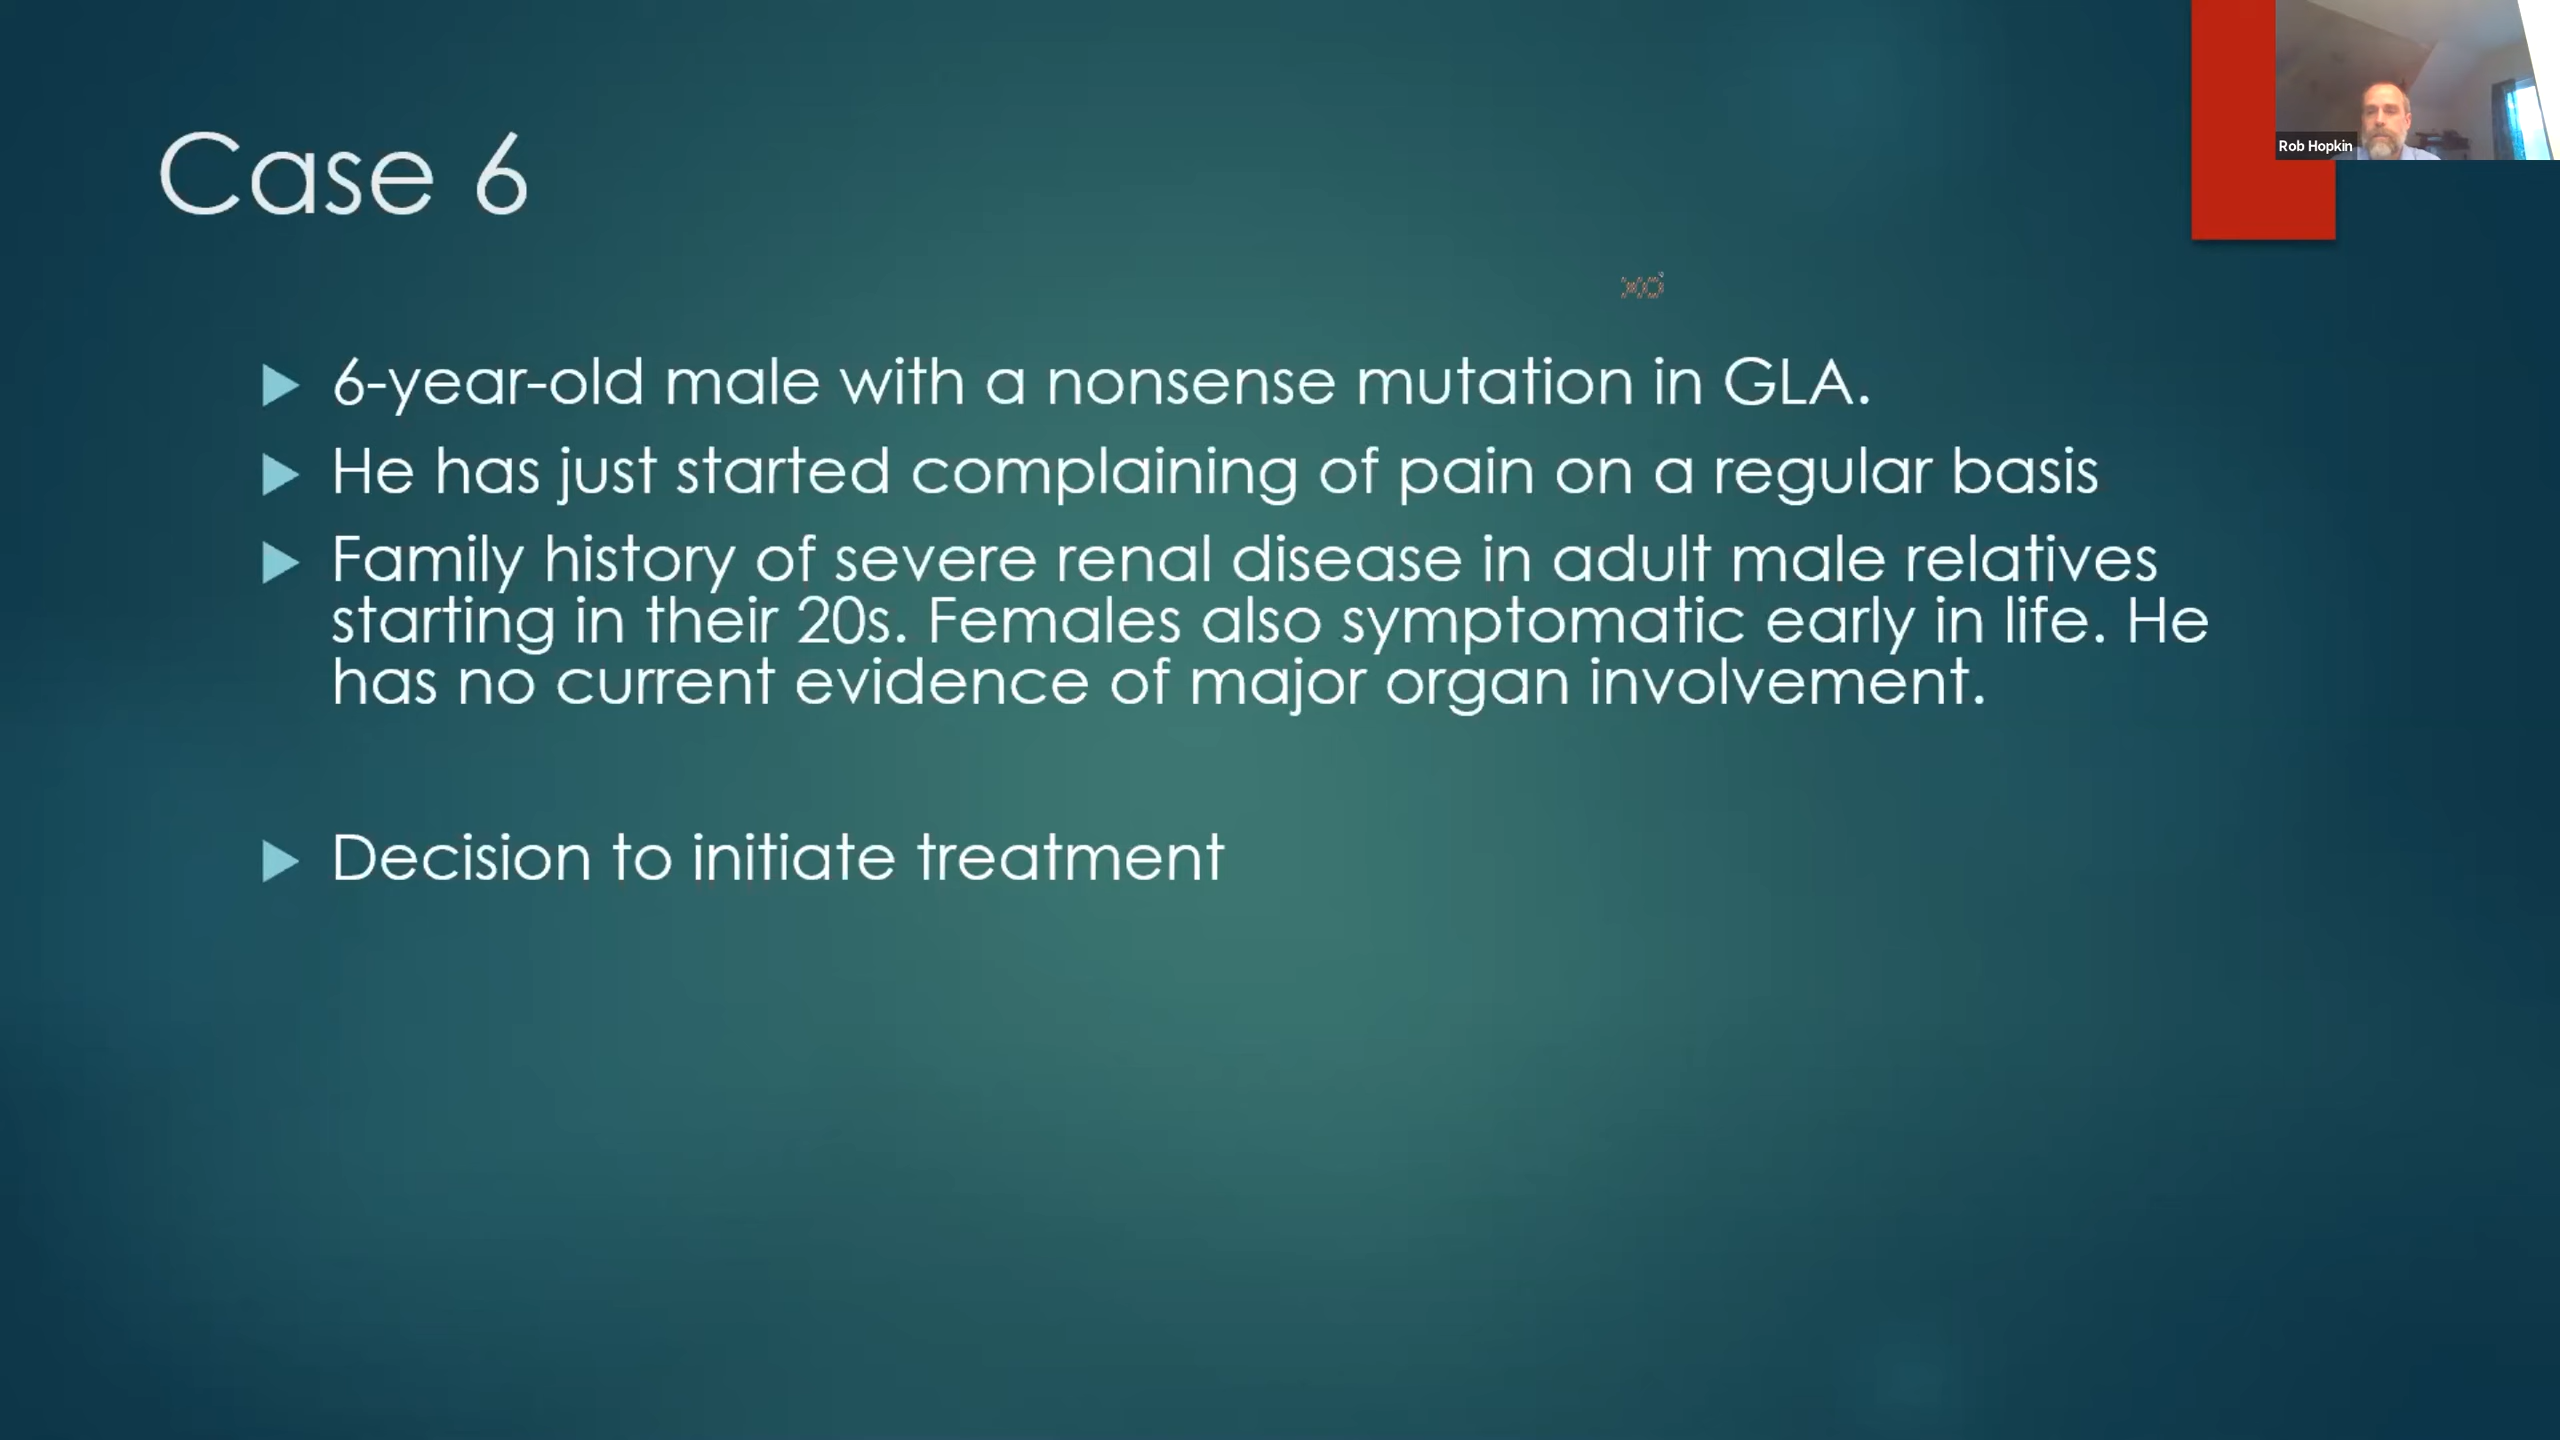 Rob Hopkin
Case 6
6-year-old male with a nonsense mutation in GLA.
He has just started complaining of pain on a regular basis
Family history of severe renal disease in adult male relatives
starting in their 20s. Females also symptomatic early in life. He
has no current evidence of major organ involvement.
Decision to initiate treatment